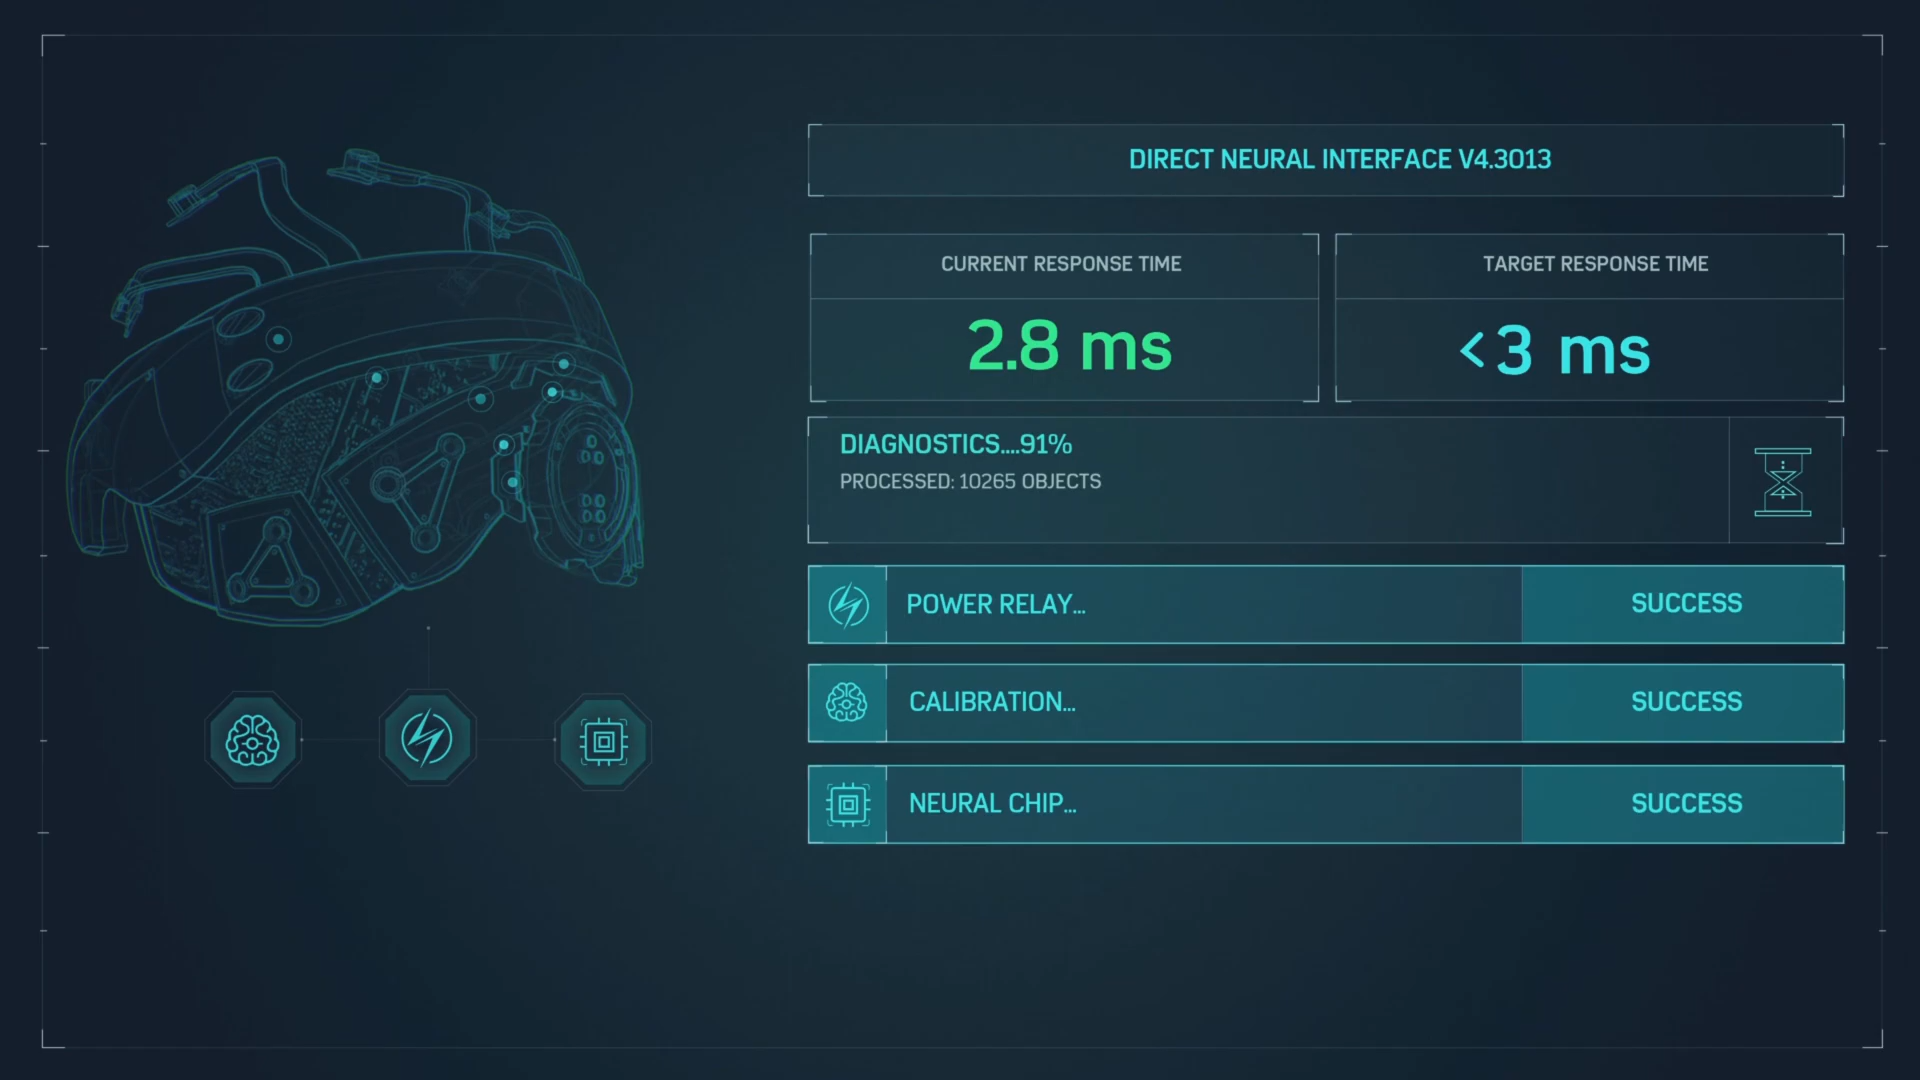 DIRECT NEURAL INTERFACE V4.3013
CURRENT RESPONSE TIME
2.8 ms
TARGET RESPONSE TIME
<3 ms
DIAGNOSTICS....91%
PROCESSED: 10265 OBJECTS
POWER RELAY...
SUCCESS
CALIBRATION...
SUCCESS
NEURAL CHIP...
SUCCESS